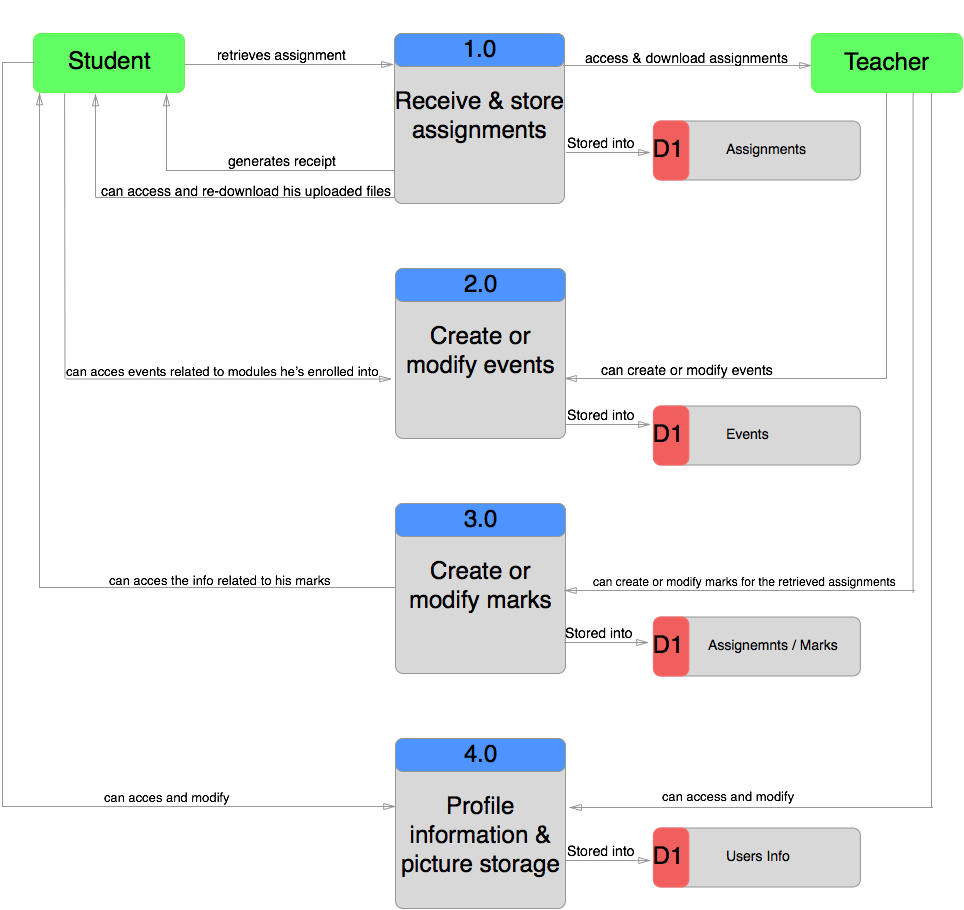 Student
retrieves assignment
1.0
access & download assignments
Teacher
Receive & store
assignments
Stored into
D1
Assignments
generates receipt
can access and re-download his uploaded files
2.0
Create or
modify events
can acces events related to modules he's enrolled into
can create or modify events
Stored into
D1
Events
3.0
Create or
modify marks
can acces the info related to his marks
can create or modify marks for the retrieved assignments
Stored into
D1
Assignemnts / Marks
4.0
Profile
information &
picture storage
can acces and modify
can access and modify
Stored into
D1
Users Info